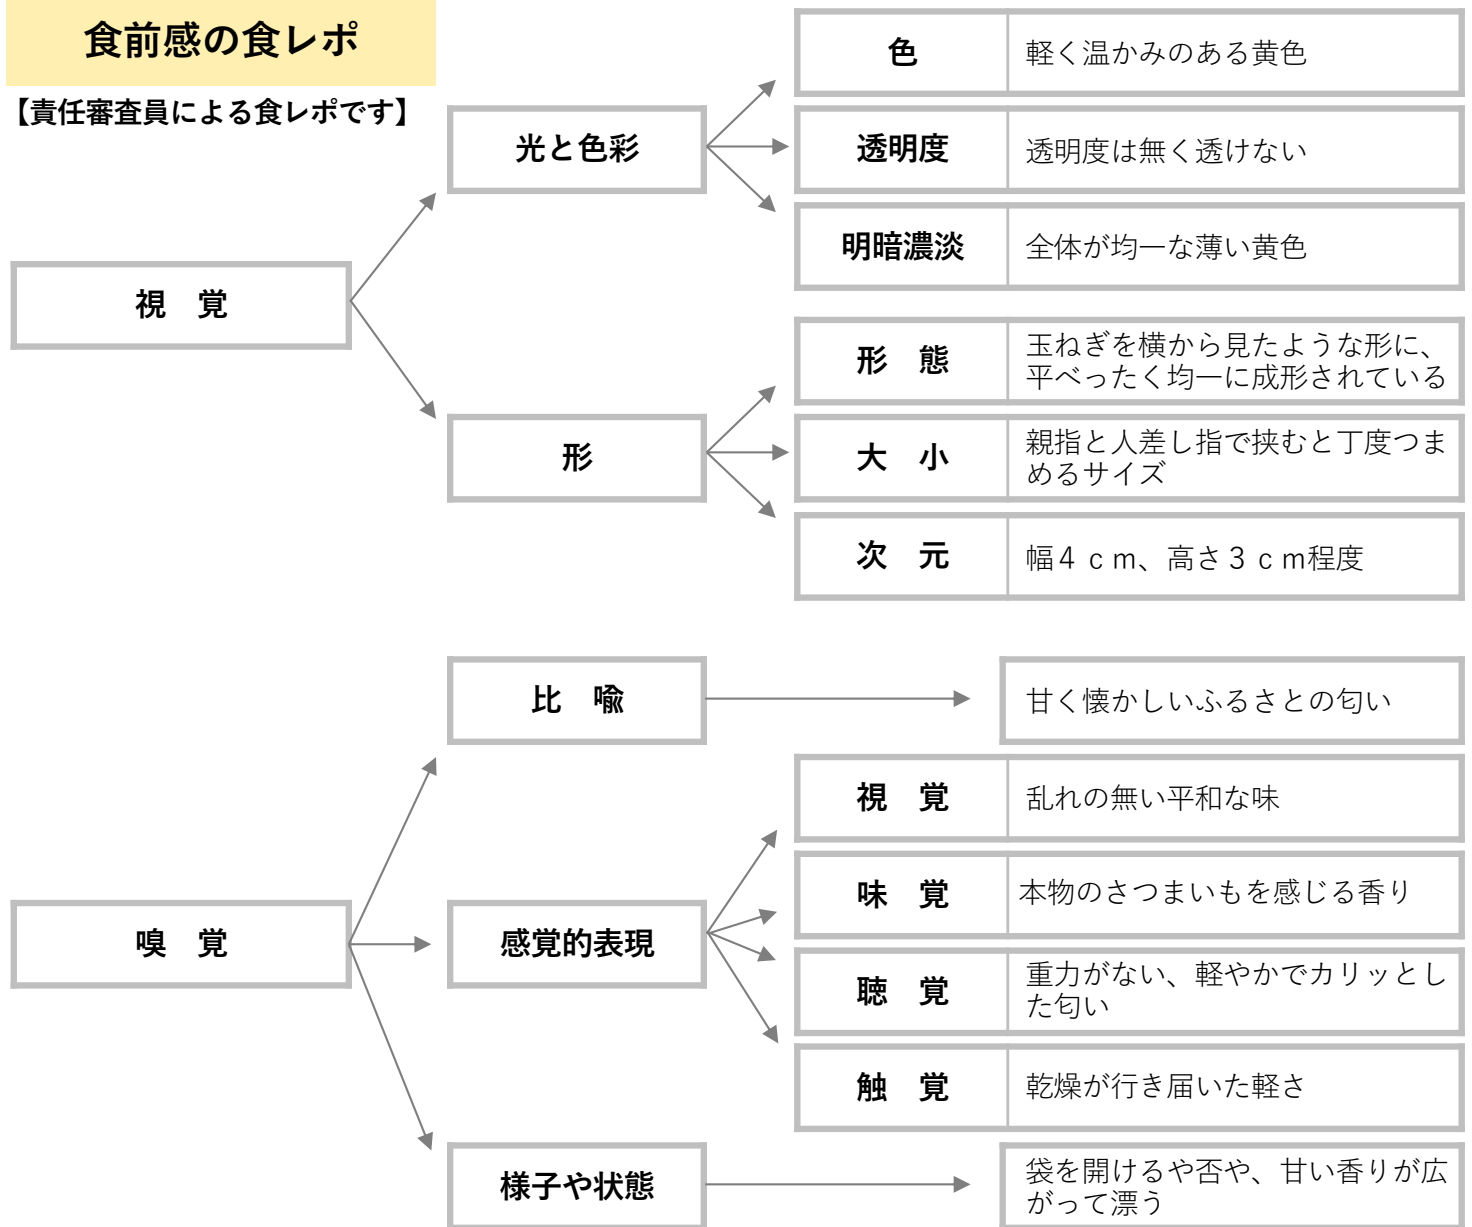 食前感の食レポ
【責任審査員による食レポです】
視　覚
光と色彩
色
軽く温かみのある黄色
透明度
透明度は無く透けない
明暗濃淡
全体が均一な薄い黄色
形
形　態
玉ねぎを横から見たような形に、
平べったく均一に成形されている
大　小
親指と人差し指で挟むと丁度つま
めるサイズ
次　元
幅４ｃｍ、高さ３ｃｍ程度
嗅　覚
比　喩
甘く懐かしいふるさとの匂い
感覚的表現
視　覚
乱れの無い平和な味
味　覚
本物のさつまいもを感じる香り
聴　覚
重力がない、軽やかでカリッとし
た匂い
触　覚
乾燥が行き届いた軽さ
様子や状態
袋を開けるや否や、甘い香りが広
がって漂う